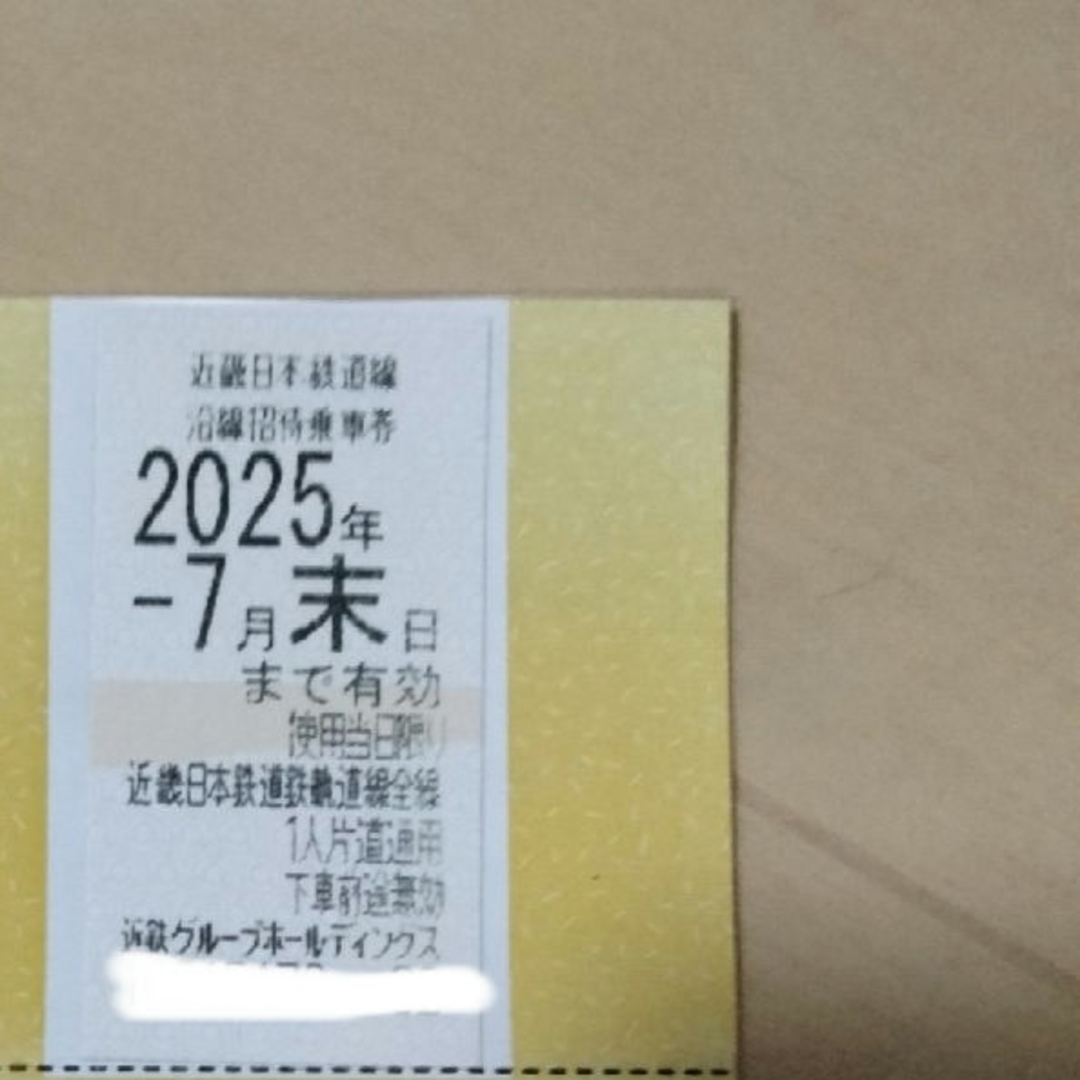 近畿日本鉄道線
沿線招待乗車券
2025年
-7月末日
まで有効
使用当日限り
近畿日本鉄道鉄軌道線全線
1人片道通用
下車前途無効
近鉄グループホールディングス